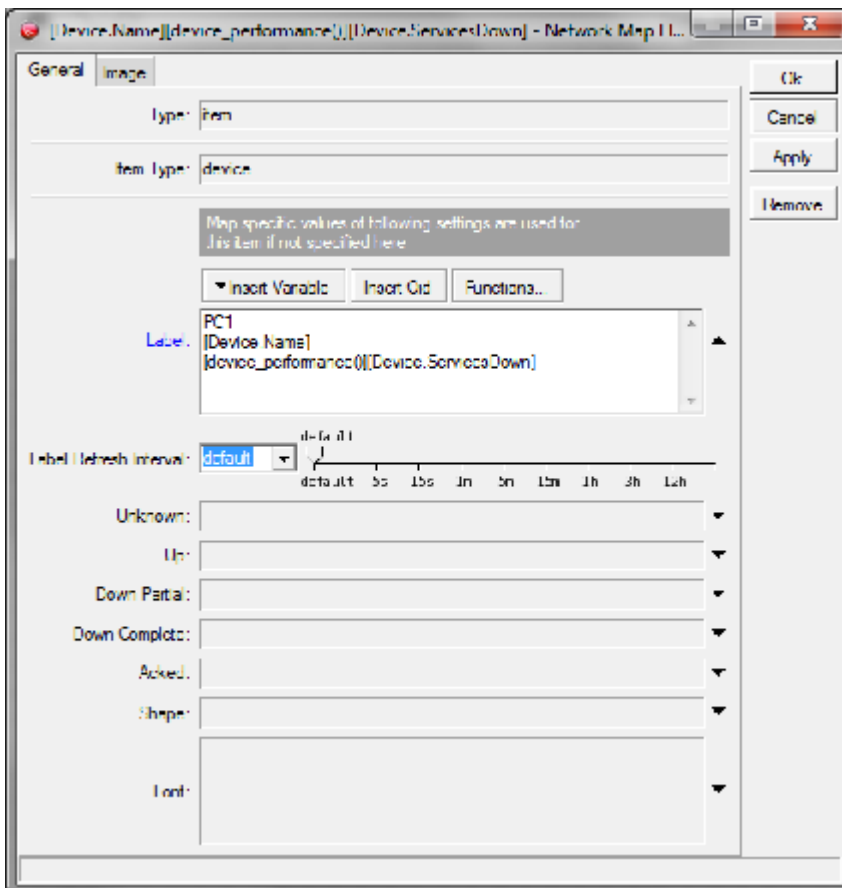 [Device.Name][device_performance()][Device.ServicesDown] - Network Map El...
General Image
Ok
Cancel
Apply
Remove
Type: item
Item Type: device
Map specific values of following settings are used for
this item if not specified here
Insert Variable Insert Oid Functions...
Label:
PC1
[Device.Name]
[device_performance()][Device.ServicesDown]
default
Label Refresh Interval: default
default 5s 15s 1m 5m 15m 1h 3h 12h
Unknown:
Up:
Down Partial:
Down Complete:
Acked:
Shape:
Font: